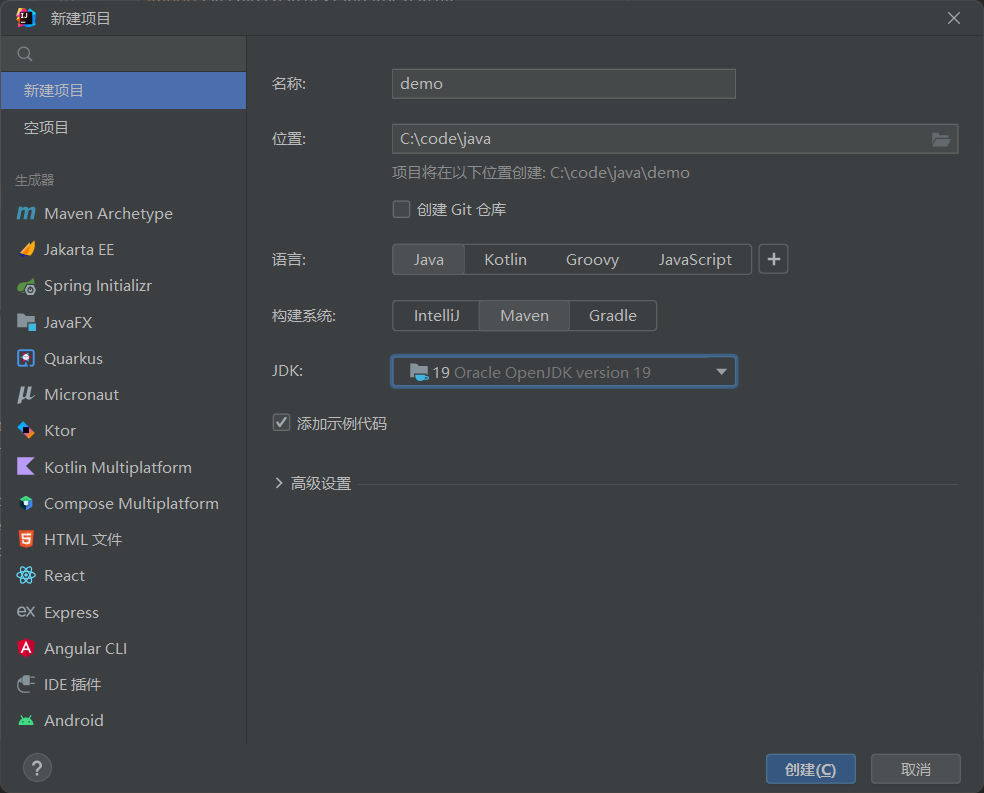 新建项目
新建项目
空项目
生成器
Maven Archetype
Jakarta EE
Spring Initializr
JavaFX
Quarkus
Micronaut
Ktor
Kotlin Multiplatform
Compose Multiplatform
HTML 文件
React
ex Express
Angular CLI
IDE 插件
Android
名称: demo
位置: C:\code\java
项目将在以下位置创建: C:\code\java\demo
创建 Git 仓库
语言: Java Kotlin Groovy JavaScript +
构建系统: IntelliJ Maven Gradle
JDK: 19 Oracle OpenJDK version 19
添加示例代码
高级设置
? 创建(C) 取消